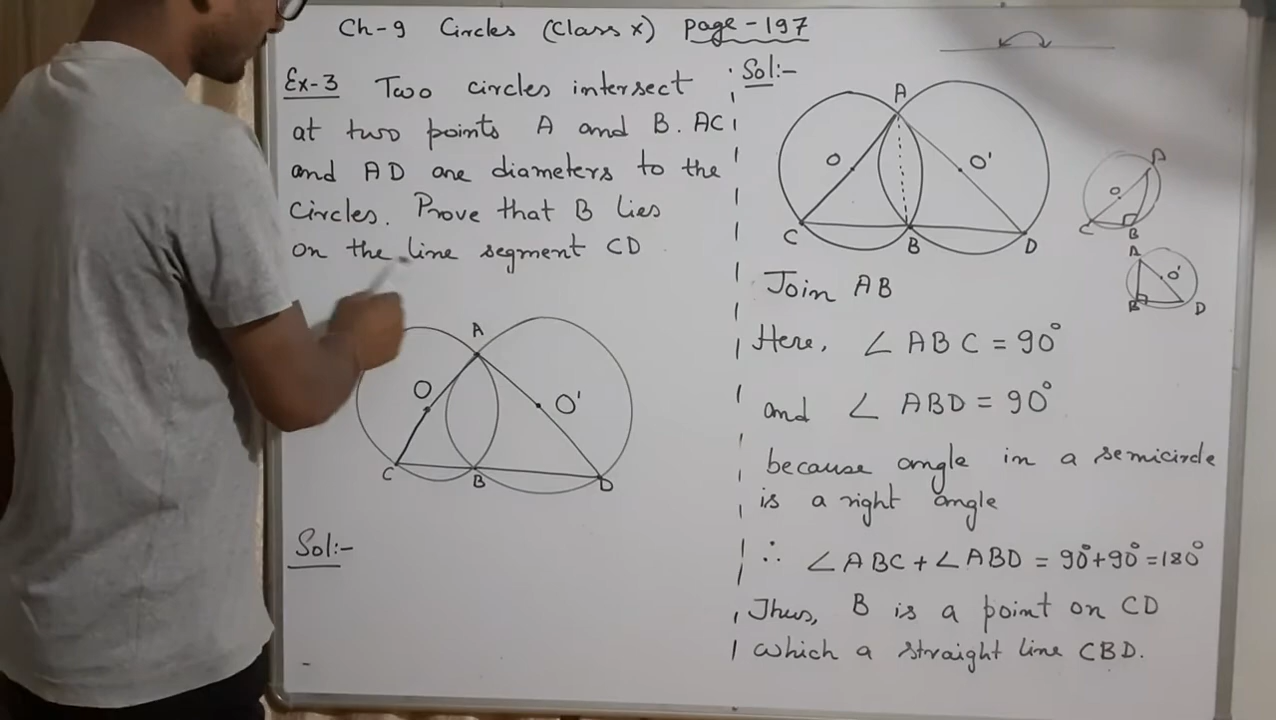 Ch-9 Circles (Class X) page-197
Ex-3 Two circles intersect
at two points A and B. AC
and AD are diameters to the
Circles. Prove that B lies
on the line segment CD
A
O
O'
C
B
D
Sol:-
Sol:-
A
O
O'
C
B
D
A
O
C
B
A
O'
B
D
Join AB
Here, ∠ABC = 90°
and ∠ABD = 90°
because angle in a semicircle
is a right angle
∴ ∠ABC + ∠ABD = 90°+90°=180°
Thus, B is a point on CD
which a straight line CBD.